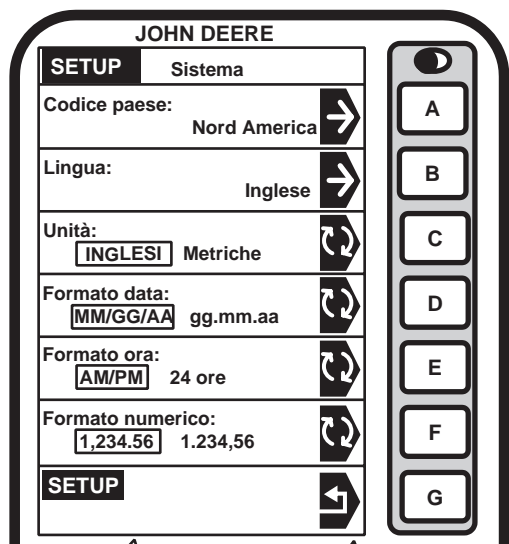 JOHN DEERE
SETUP Sistema
Codice paese:
Nord America
A
Lingua:
Inglese
B
Unità:
INGLESI Metriche
C
Formato data:
MM/GG/AA gg.mm.aa
D
Formato ora:
AM/PM 24 ore
E
Formato numerico:
1,234.56 1.234,56
F
SETUP
G